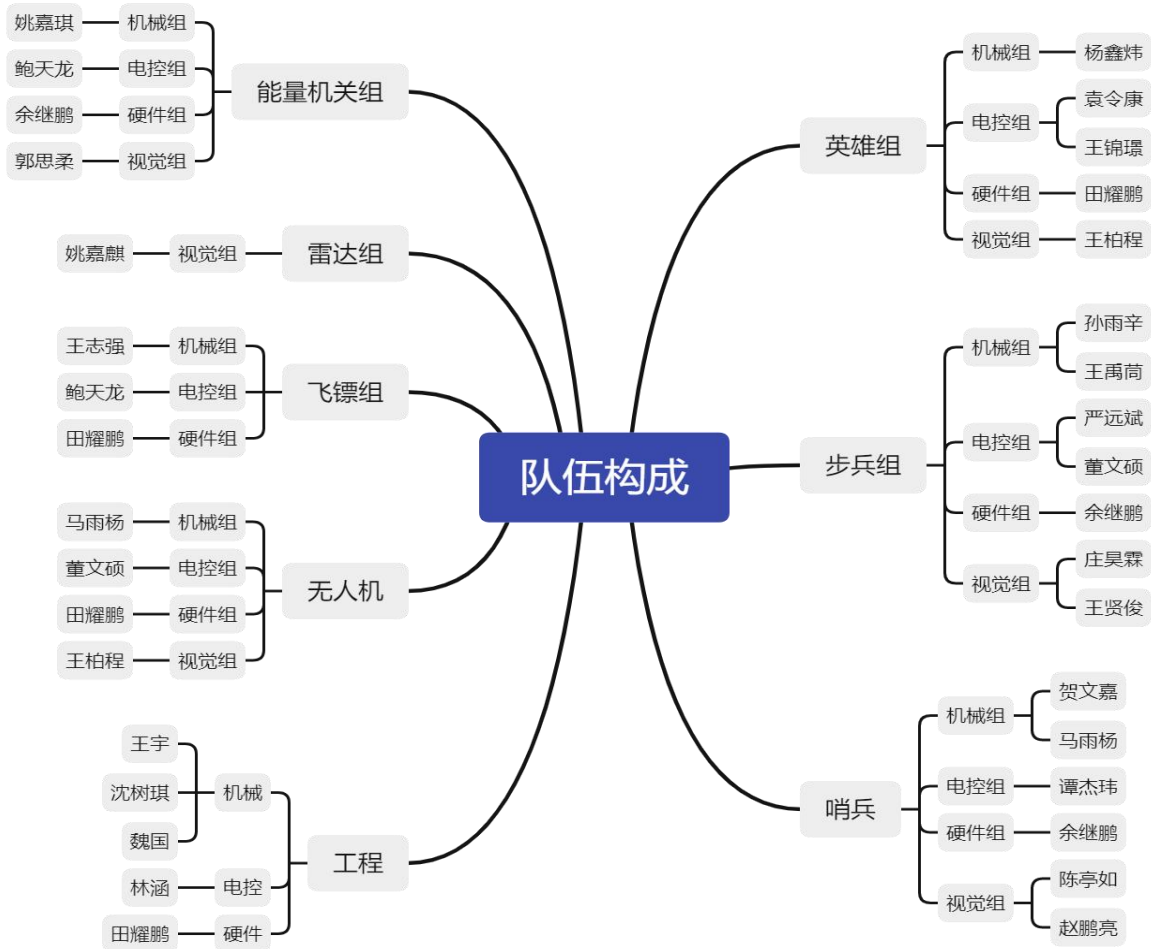 队伍构成
能量机关组
机械组
姚嘉琪
电控组
鲍天龙
硬件组
余继鹏
视觉组
郭思柔
雷达组
视觉组
姚嘉麒
飞镖组
机械组
王志强
电控组
鲍天龙
硬件组
田耀鹏
无人机
机械组
马雨杨
电控组
董文硕
硬件组
田耀鹏
视觉组
王柏程
工程
机械
王宇
沈树琪
魏国
电控
林涵
硬件
田耀鹏
英雄组
机械组
杨鑫炜
电控组
袁令康
王锦璟
硬件组
田耀鹏
视觉组
王柏程
步兵组
机械组
孙雨辛
王禹苘
电控组
严远斌
董文硕
硬件组
余继鹏
视觉组
庄昊霖
王贤俊
哨兵
机械组
贺文嘉
马雨杨
电控组
谭杰玮
硬件组
余继鹏
视觉组
陈亭如
赵鹏亮